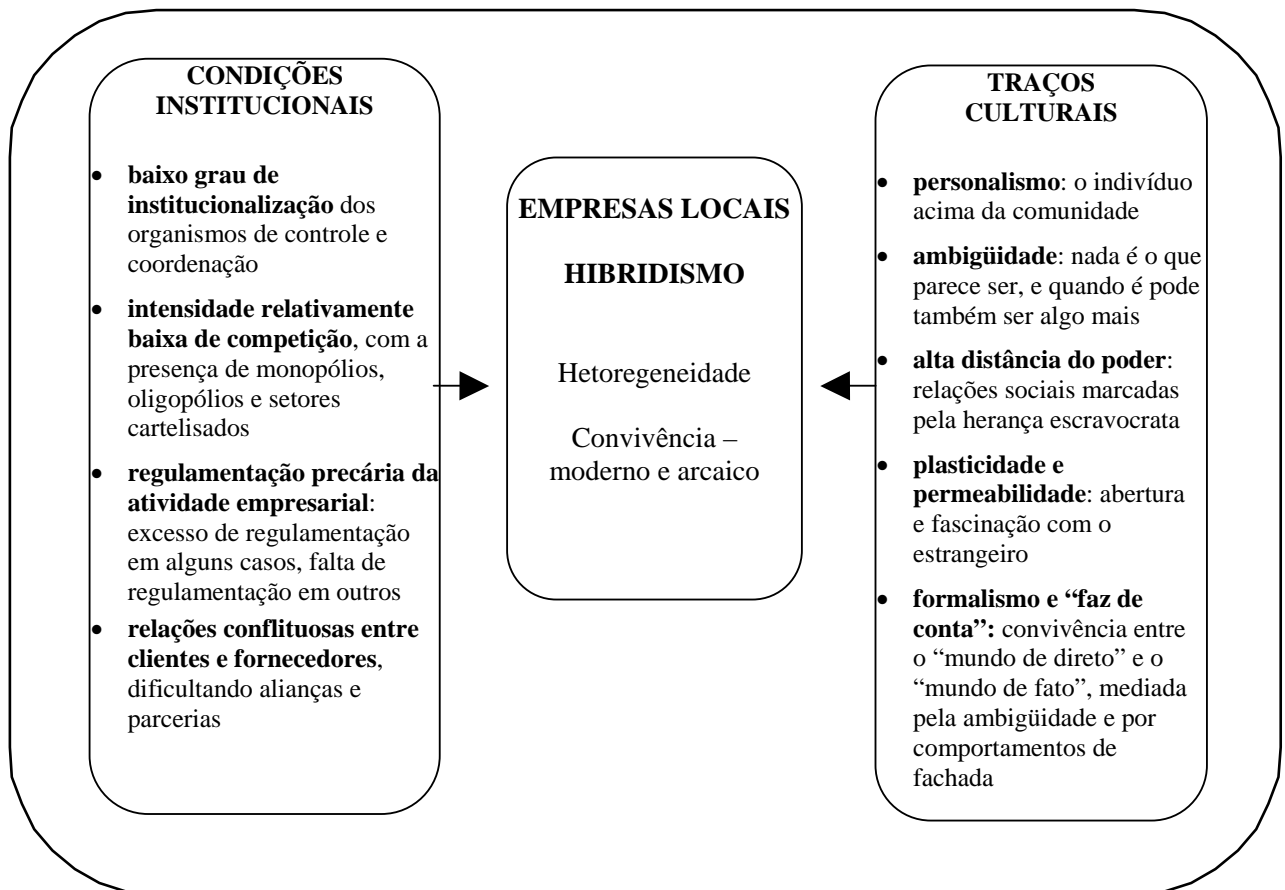 CONDIÇÕES
INSTITUCIONAIS
• baixo grau de
institucionalização dos
organismos de controle e
coordenação
• intensidade relativamente
baixa de competição, com a
presença de monopólios,
oligopólios e setores
cartelisados
• regulamentação precária da
atividade empresarial:
excesso de regulamentação
em alguns casos, falta de
regulamentação em outros
• relações conflituosas entre
clientes e fornecedores,
dificultando alianças e
parcerias
EMPRESAS LOCAIS
HIBRIDISMO
Hetoregeneidade
Convivência –
moderno e arcaico
TRAÇOS
CULTURAIS
• personalismo: o indivíduo
acima da comunidade
• ambigüidade: nada é o que
parece ser, e quando é pode
também ser algo mais
• alta distância do poder:
relações sociais marcadas
pela herança escravocrata
• plasticidade e
permeabilidade: abertura
e fascinação com o
estrangeiro
• formalismo e “faz de
conta”: convivência entre
o “mundo de direto” e o
“mundo de fato”, mediada
pela ambigüidade e por
comportamentos de
fachada